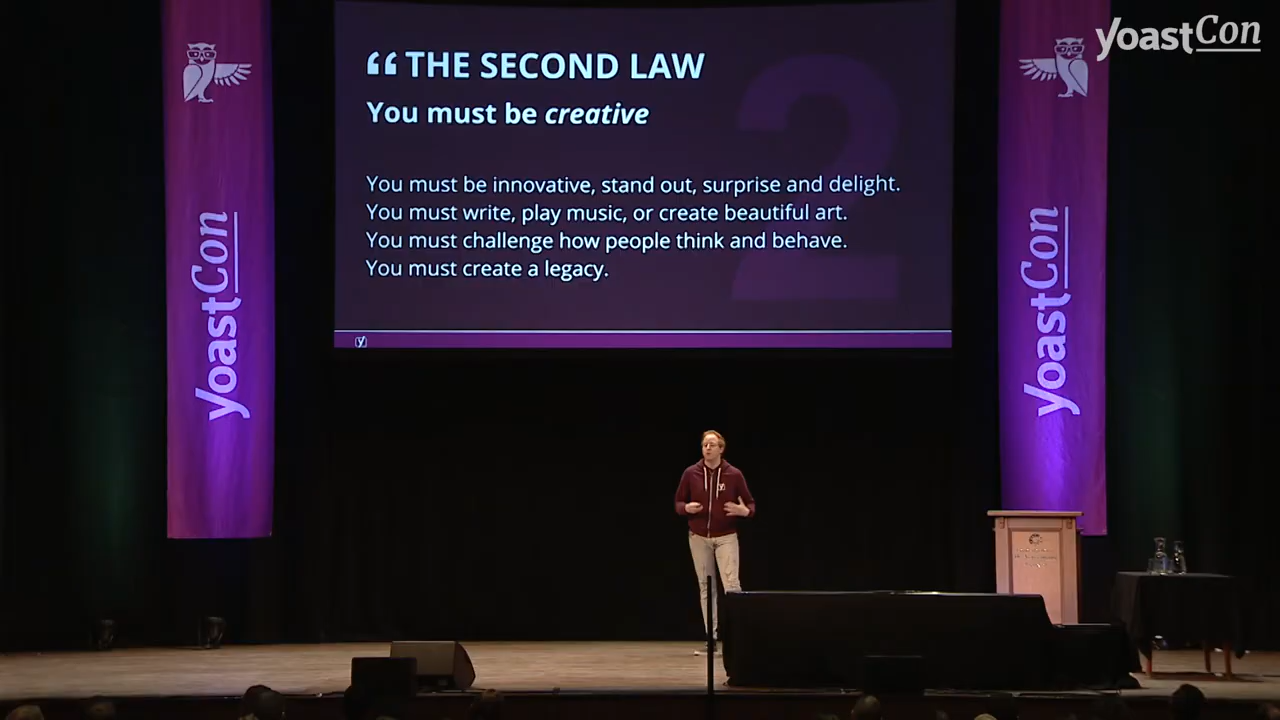 yoastCon
“ THE SECOND LAW
You must be creative
2
You must be innovative, stand out, surprise and delight.
You must write, play music, or create beautiful art.
You must challenge how people think and behave.
You must create a legacy.
y
yoastCon
yoastCon